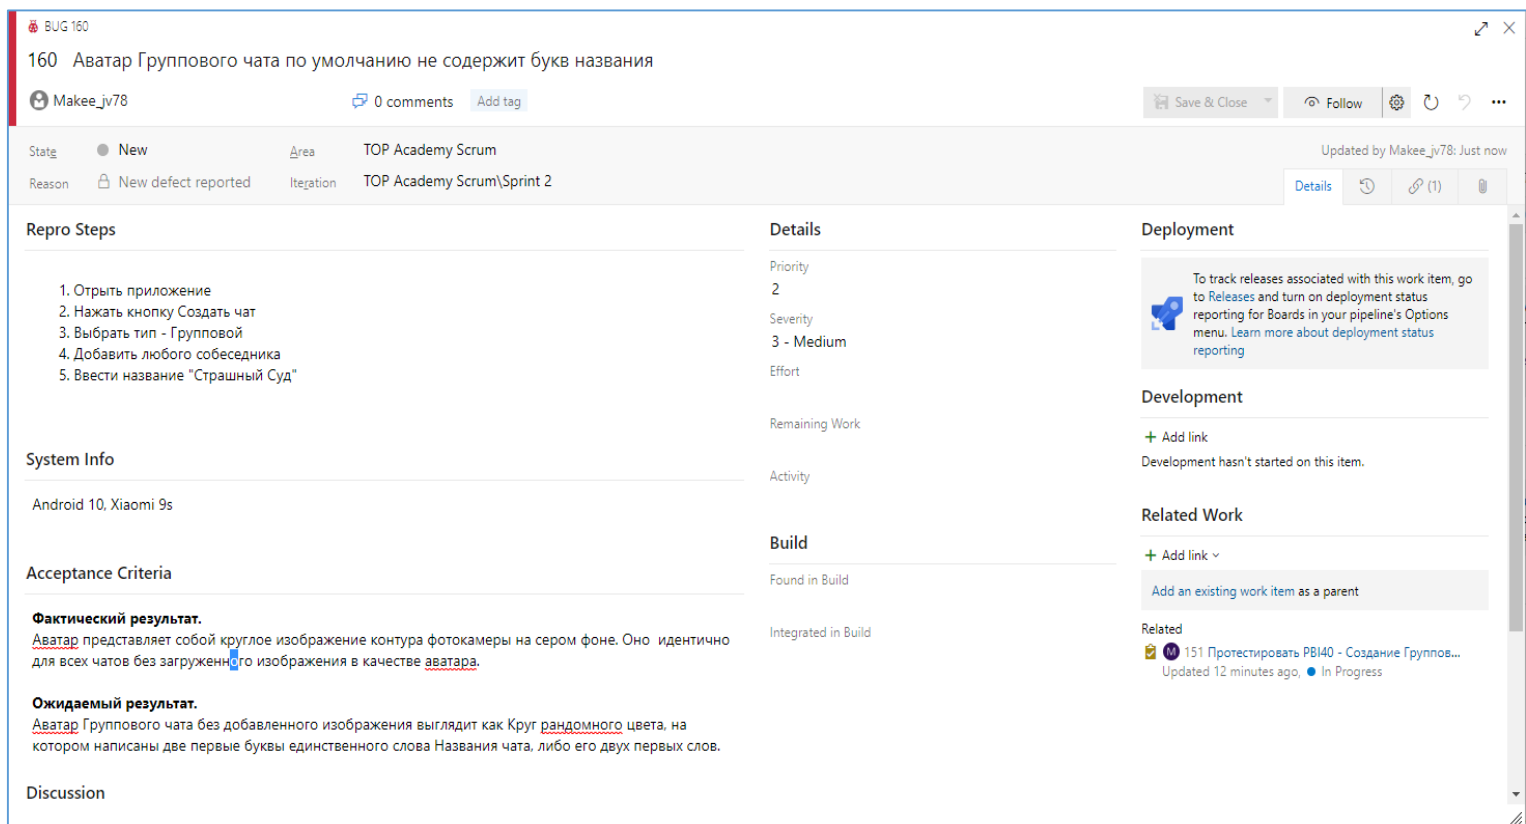 BUG 160
160 Аватар Группового чата по умолчанию не содержит букв названия
Makee_jv78
0 comments
Add tag
Save & Close
Follow
State
New
Area
TOP Academy Scrum
Updated by Makee_jv78: Just now
Reason
New defect reported
Iteration
TOP Academy Scrum\Sprint 2
Details
(1)
Repro Steps
1. Отрыть приложение
2. Нажать кнопку Создать чат
3. Выбрать тип - Групповой
4. Добавить любого собеседника
5. Ввести название "Страшный Суд"
System Info
Android 10, Xiaomi 9s
Acceptance Criteria
Фактический результат.
Аватар представляет собой круглое изображение контура фотокамеры на сером фоне. Оно идентично
для всех чатов без загруженного изображения в качестве аватара.
Ожидаемый результат.
Аватар Группового чата без добавленного изображения выглядит как Круг рандомного цвета, на
котором написаны две первые буквы единственного слова Названия чата, либо его двух первых слов.
Discussion
Details
Priority
2
Severity
3 - Medium
Effort
Remaining Work
Activity
Build
Found in Build
Integrated in Build
Deployment
To track releases associated with this work item, go
to Releases and turn on deployment status
reporting for Boards in your pipeline's Options
menu. Learn more about deployment status
reporting
Development
Add link
Development hasn't started on this item.
Related Work
Add link
Add an existing work item as a parent
Related
M 151 Протестировать PBI40 - Создание Группов...
Updated 12 minutes ago, In Progress